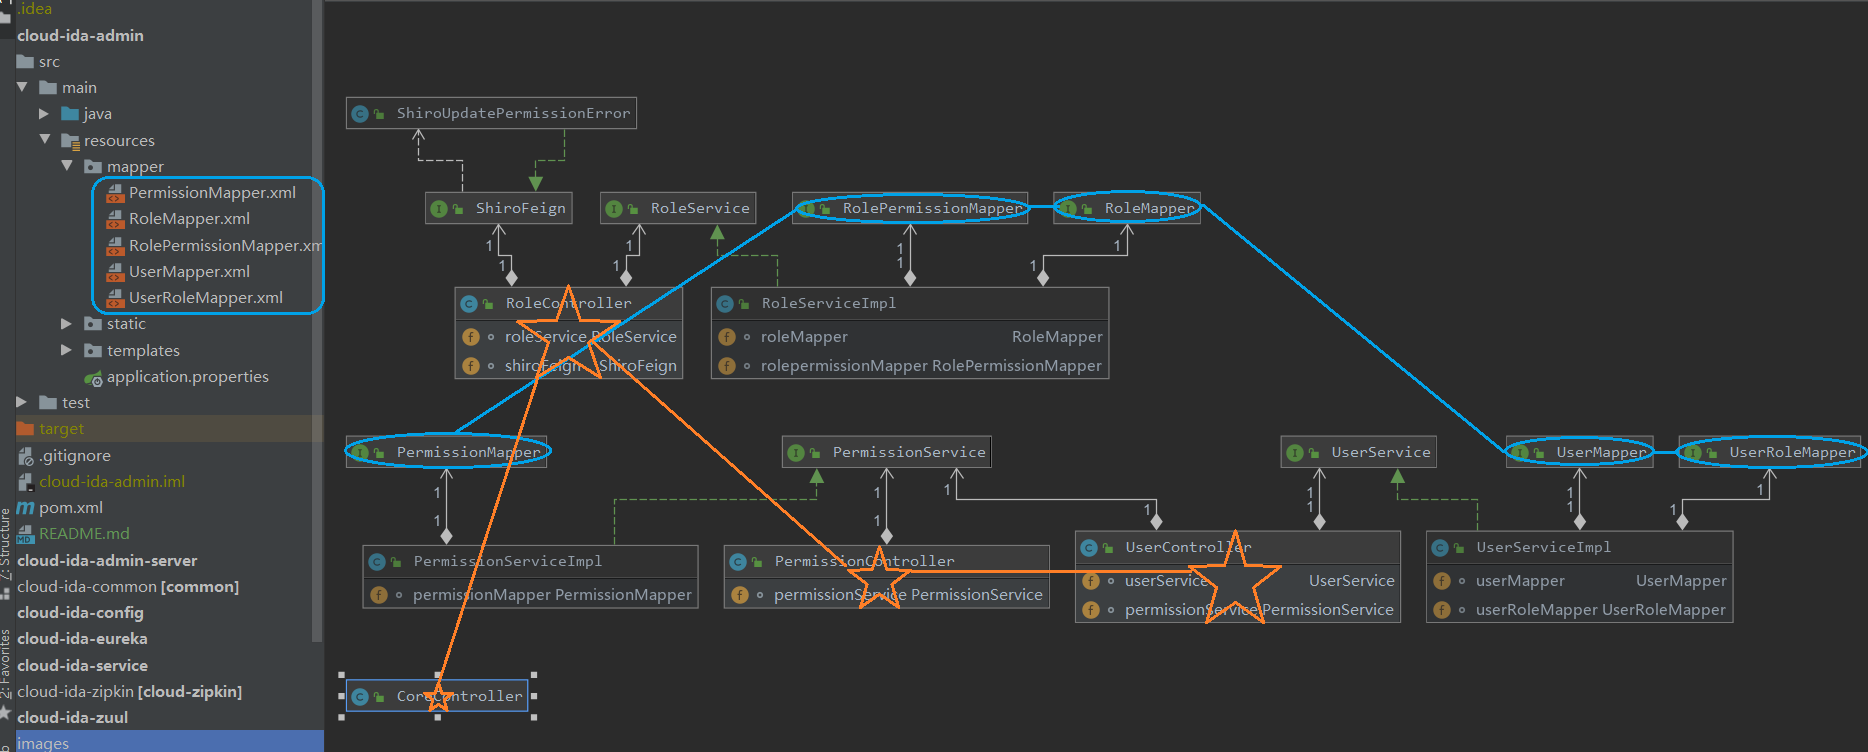 .idea
cloud-ida-admin
src
main
java
resources
mapper
PermissionMapper.xml
RoleMapper.xml
RolePermissionMapper.xm
UserMapper.xml
UserRoleMapper.xml
static
templates
application.properties
test
target
.gitignore
cloud-ida-admin.iml
pom.xml
README.md
cloud-ida-admin-server
cloud-ida-common [common]
cloud-ida-config
cloud-ida-eureka
cloud-ida-service
cloud-ida-zipkin [cloud-zipkin]
cloud-ida-zuul
images
7: Structure
2: Favorites
ShiroUpdatePermissionError
ShiroFeign
RoleService
RolePermissionMapper
RoleMapper
1
1
1
1
1
1
1
1
RoleController
roleService RoleService
shiroFeign ShiroFeign
RoleServiceImpl
roleMapper RoleMapper
rolepermissionMapper RolePermissionMapper
PermissionMapper
PermissionService
UserService
UserMapper
UserRoleMapper
1
1
1
1
1
1
1
1
1
1
1
1
PermissionServiceImpl
permissionMapper PermissionMapper
PermissionController
permissionService PermissionService
UserController
userService UserService
permissionService PermissionService
UserServiceImpl
userMapper UserMapper
userRoleMapper UserRoleMapper
CoreController